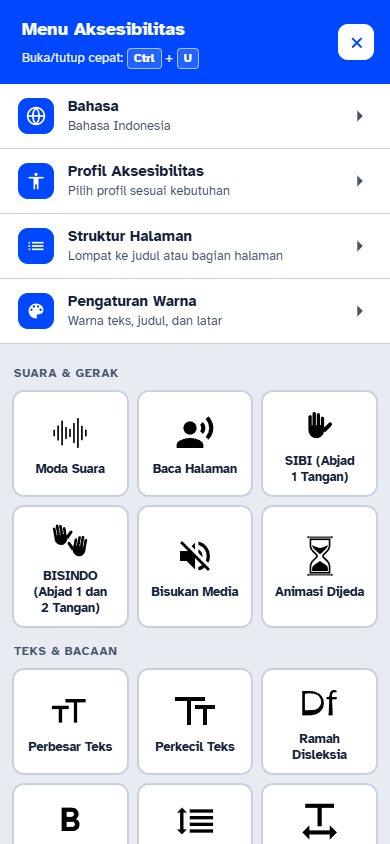 Menu Aksesibilitas
Buka/tutup cepat: Ctrl + U
Bahasa
Bahasa Indonesia
Profil Aksesibilitas
Pilih profil sesuai kebutuhan
Struktur Halaman
Lompat ke judul atau bagian halaman
Pengaturan Warna
Warna teks, judul, dan latar
SUARA & GERAK
Moda Suara
Baca Halaman
SIBI (Abjad
1 Tangan)
BISINDO
(Abjad 1 dan
2 Tangan)
Bisukan Media
Animasi Dijeda
TEKS & BACAAN
TT
Perbesar Teks
TT
Perkecil Teks
Df
Ramah
Disleksia
B
T